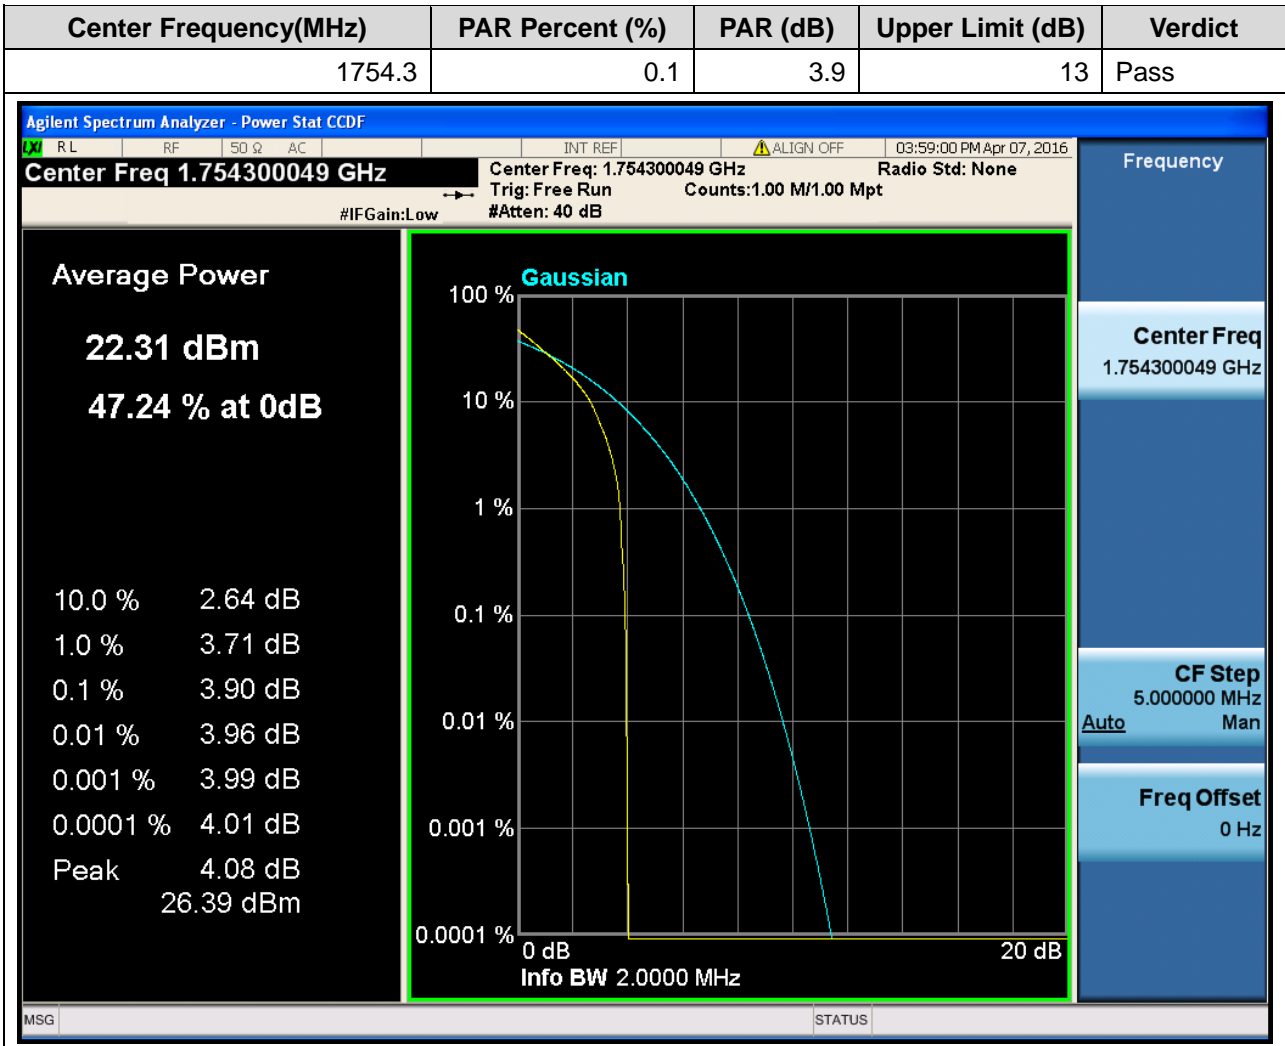 Center Frequency(MHz) PAR Percent (%) PAR (dB) Upper Limit (dB) Verdict
1754.3 0.1 3.9 13 Pass
Agilent Spectrum Analyzer - Power Stat CCDF
LXI RL RF 50 Ω AC INT REF ALIGN OFF 03:59:00 PM Apr 07, 2016
Center Freq 1.754300049 GHz
Center Freq: 1.754300049 GHz Radio Std: None
Trig: Free Run Counts:1.00 M/1.00 Mpt
#IFGain:Low #Atten: 40 dB
Average Power
22.31 dBm
47.24 % at 0dB
10.0 % 2.64 dB
1.0 % 3.71 dB
0.1 % 3.90 dB
0.01 % 3.96 dB
0.001 % 3.99 dB
0.0001 % 4.01 dB
Peak 4.08 dB
26.39 dBm
Gaussian
100 %
10 %
1 %
0.1 %
0.01 %
0.001 %
0.0001 %
0 dB 20 dB
Info BW 2.0000 MHz
Frequency
Center Freq
1.754300049 GHz
CF Step
5.000000 MHz
Auto Man
Freq Offset
0 Hz
MSG STATUS